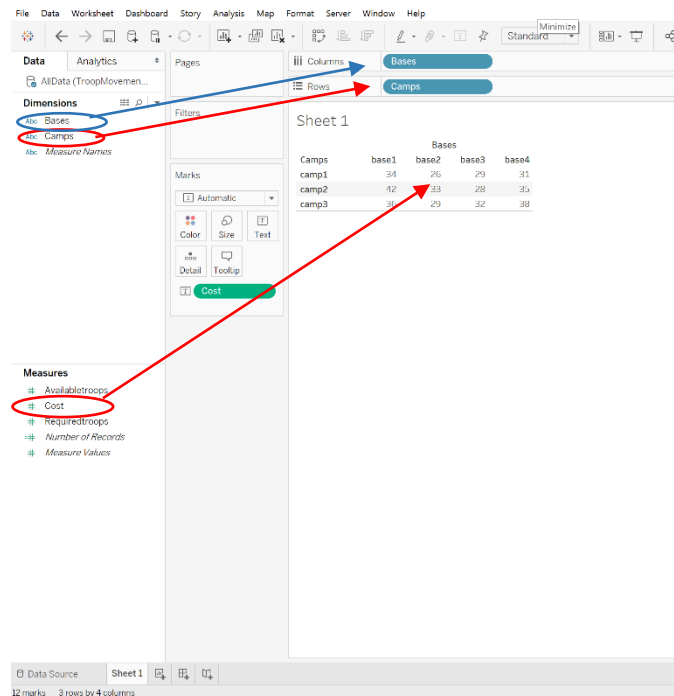 File Data Worksheet Dashboard Story Analysis Map Format Server Window Help
Minimize
Standard
Data Analytics
Pages
Columns
Bases
AllData (TroopMovemen...
Rows
Camps
Dimensions
Abc Bases
Abc Camps
Abc Measure Names
Filters
Sheet 1
Bases
Camps base1 base2 base3 base4
camp1 34 26 29 31
camp2 42 33 28 35
camp3 36 29 32 38
Marks
Automatic
Color Size Text
Detail Tooltip
Cost
Measures
Availabletroops
Cost
Requiredtroops
Number of Records
Measure Values
Data Source Sheet 1
12 marks 3 rows by 4 columns